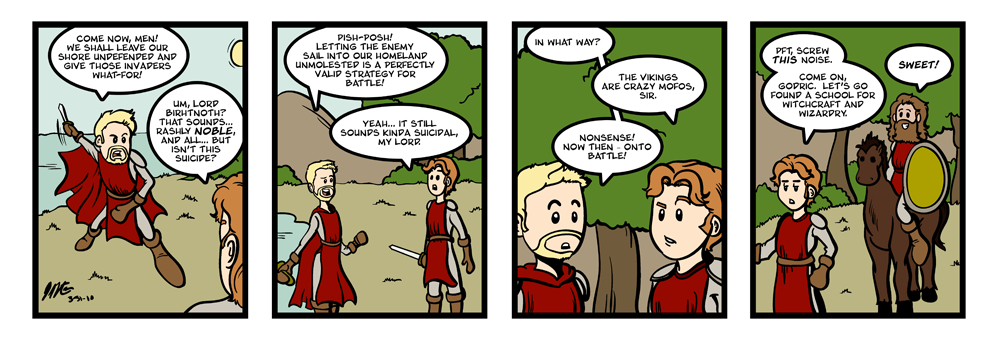 COME NOW, MEN!
WE SHALL LEAVE OUR
SHORE UNDEFENDED AND
GIVE THOSE INVADERS
WHAT-FOR!
UM, LORD
BIRHTNOTH?
THAT SOUNDS...
RASHLY NOBLE,
AND ALL... BUT
ISN'T THIS
SUICIDE?
3-31-10
PISH-POSH!
LETTING THE ENEMY
SAIL INTO OUR HOMELAND
UNMOLESTED IS A PERFECTLY
VALID STRATEGY FOR
BATTLE!
YEAH... IT STILL
SOUNDS KINDA SUICIDAL,
MY LORD.
IN WHAT WAY?
THE VIKINGS
ARE CRAZY MOFOS,
SIR.
NONSENSE!
NOW THEN - ONTO
BATTLE!
PFT, SCREW
THIS NOISE.
COME ON,
GODRIC. LET'S GO
FOUND A SCHOOL FOR
WITCHCRAFT AND
WIZARDRY.
SWEET!